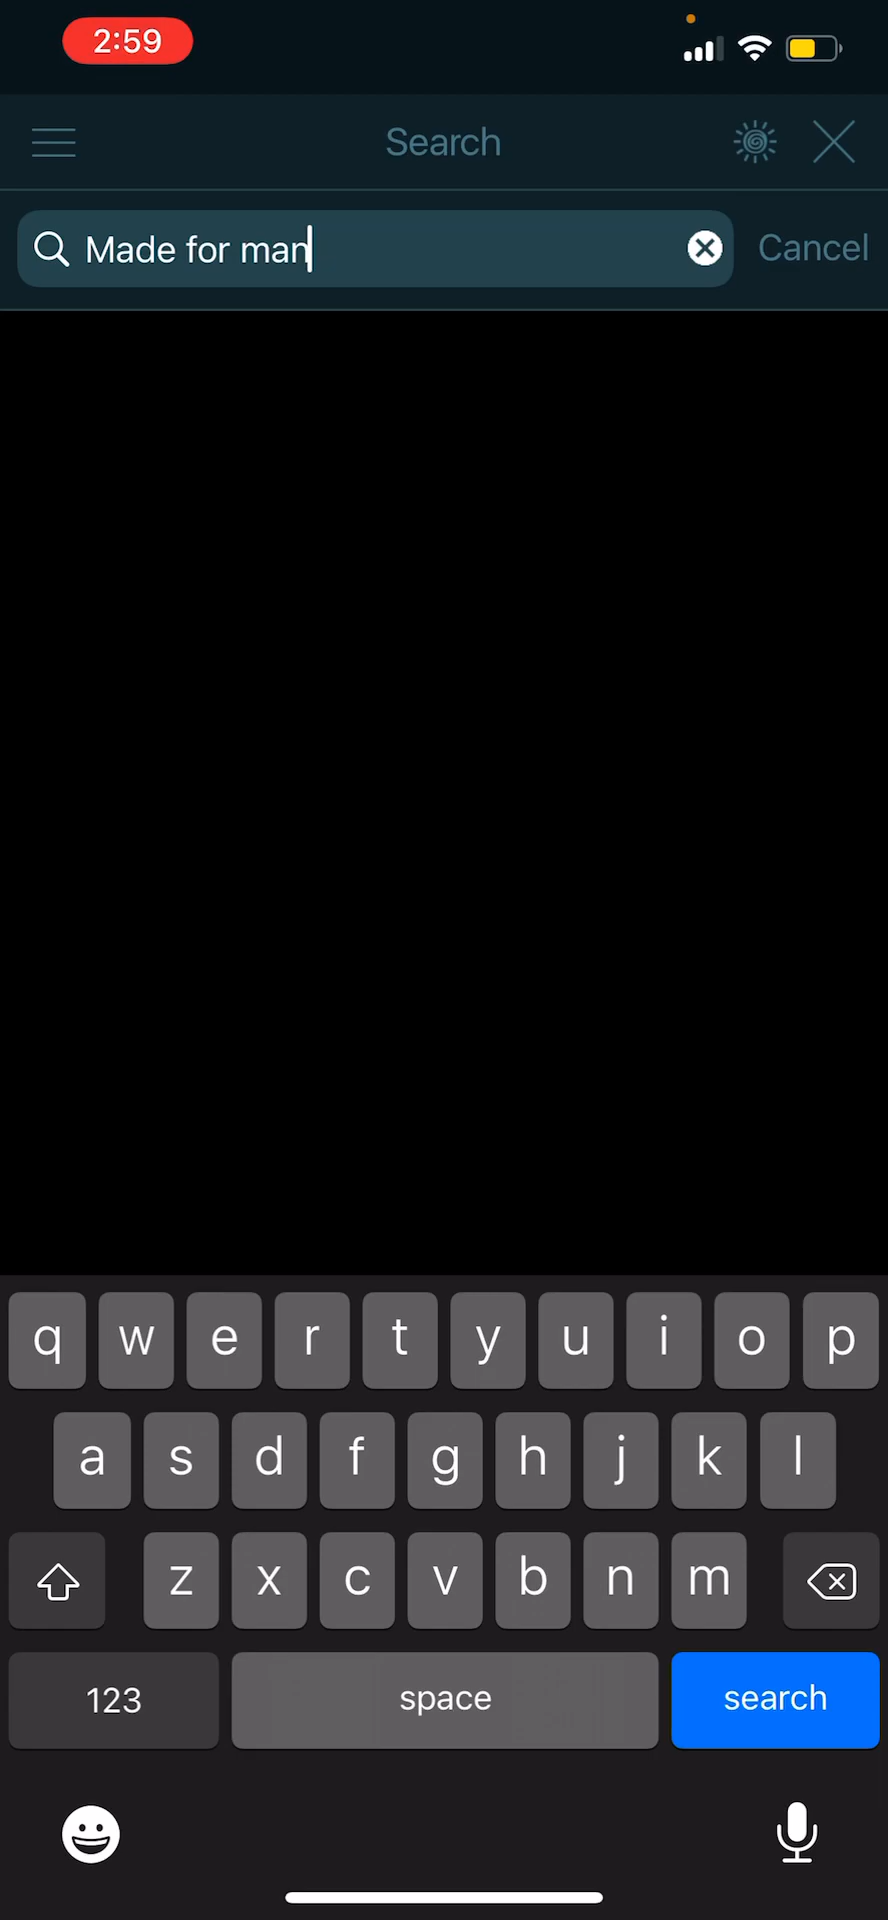 2:59
Search
Made for man
Cancel
q w e r t y u i o p
a s d f g h j k l
z x c v b n m
123 space search